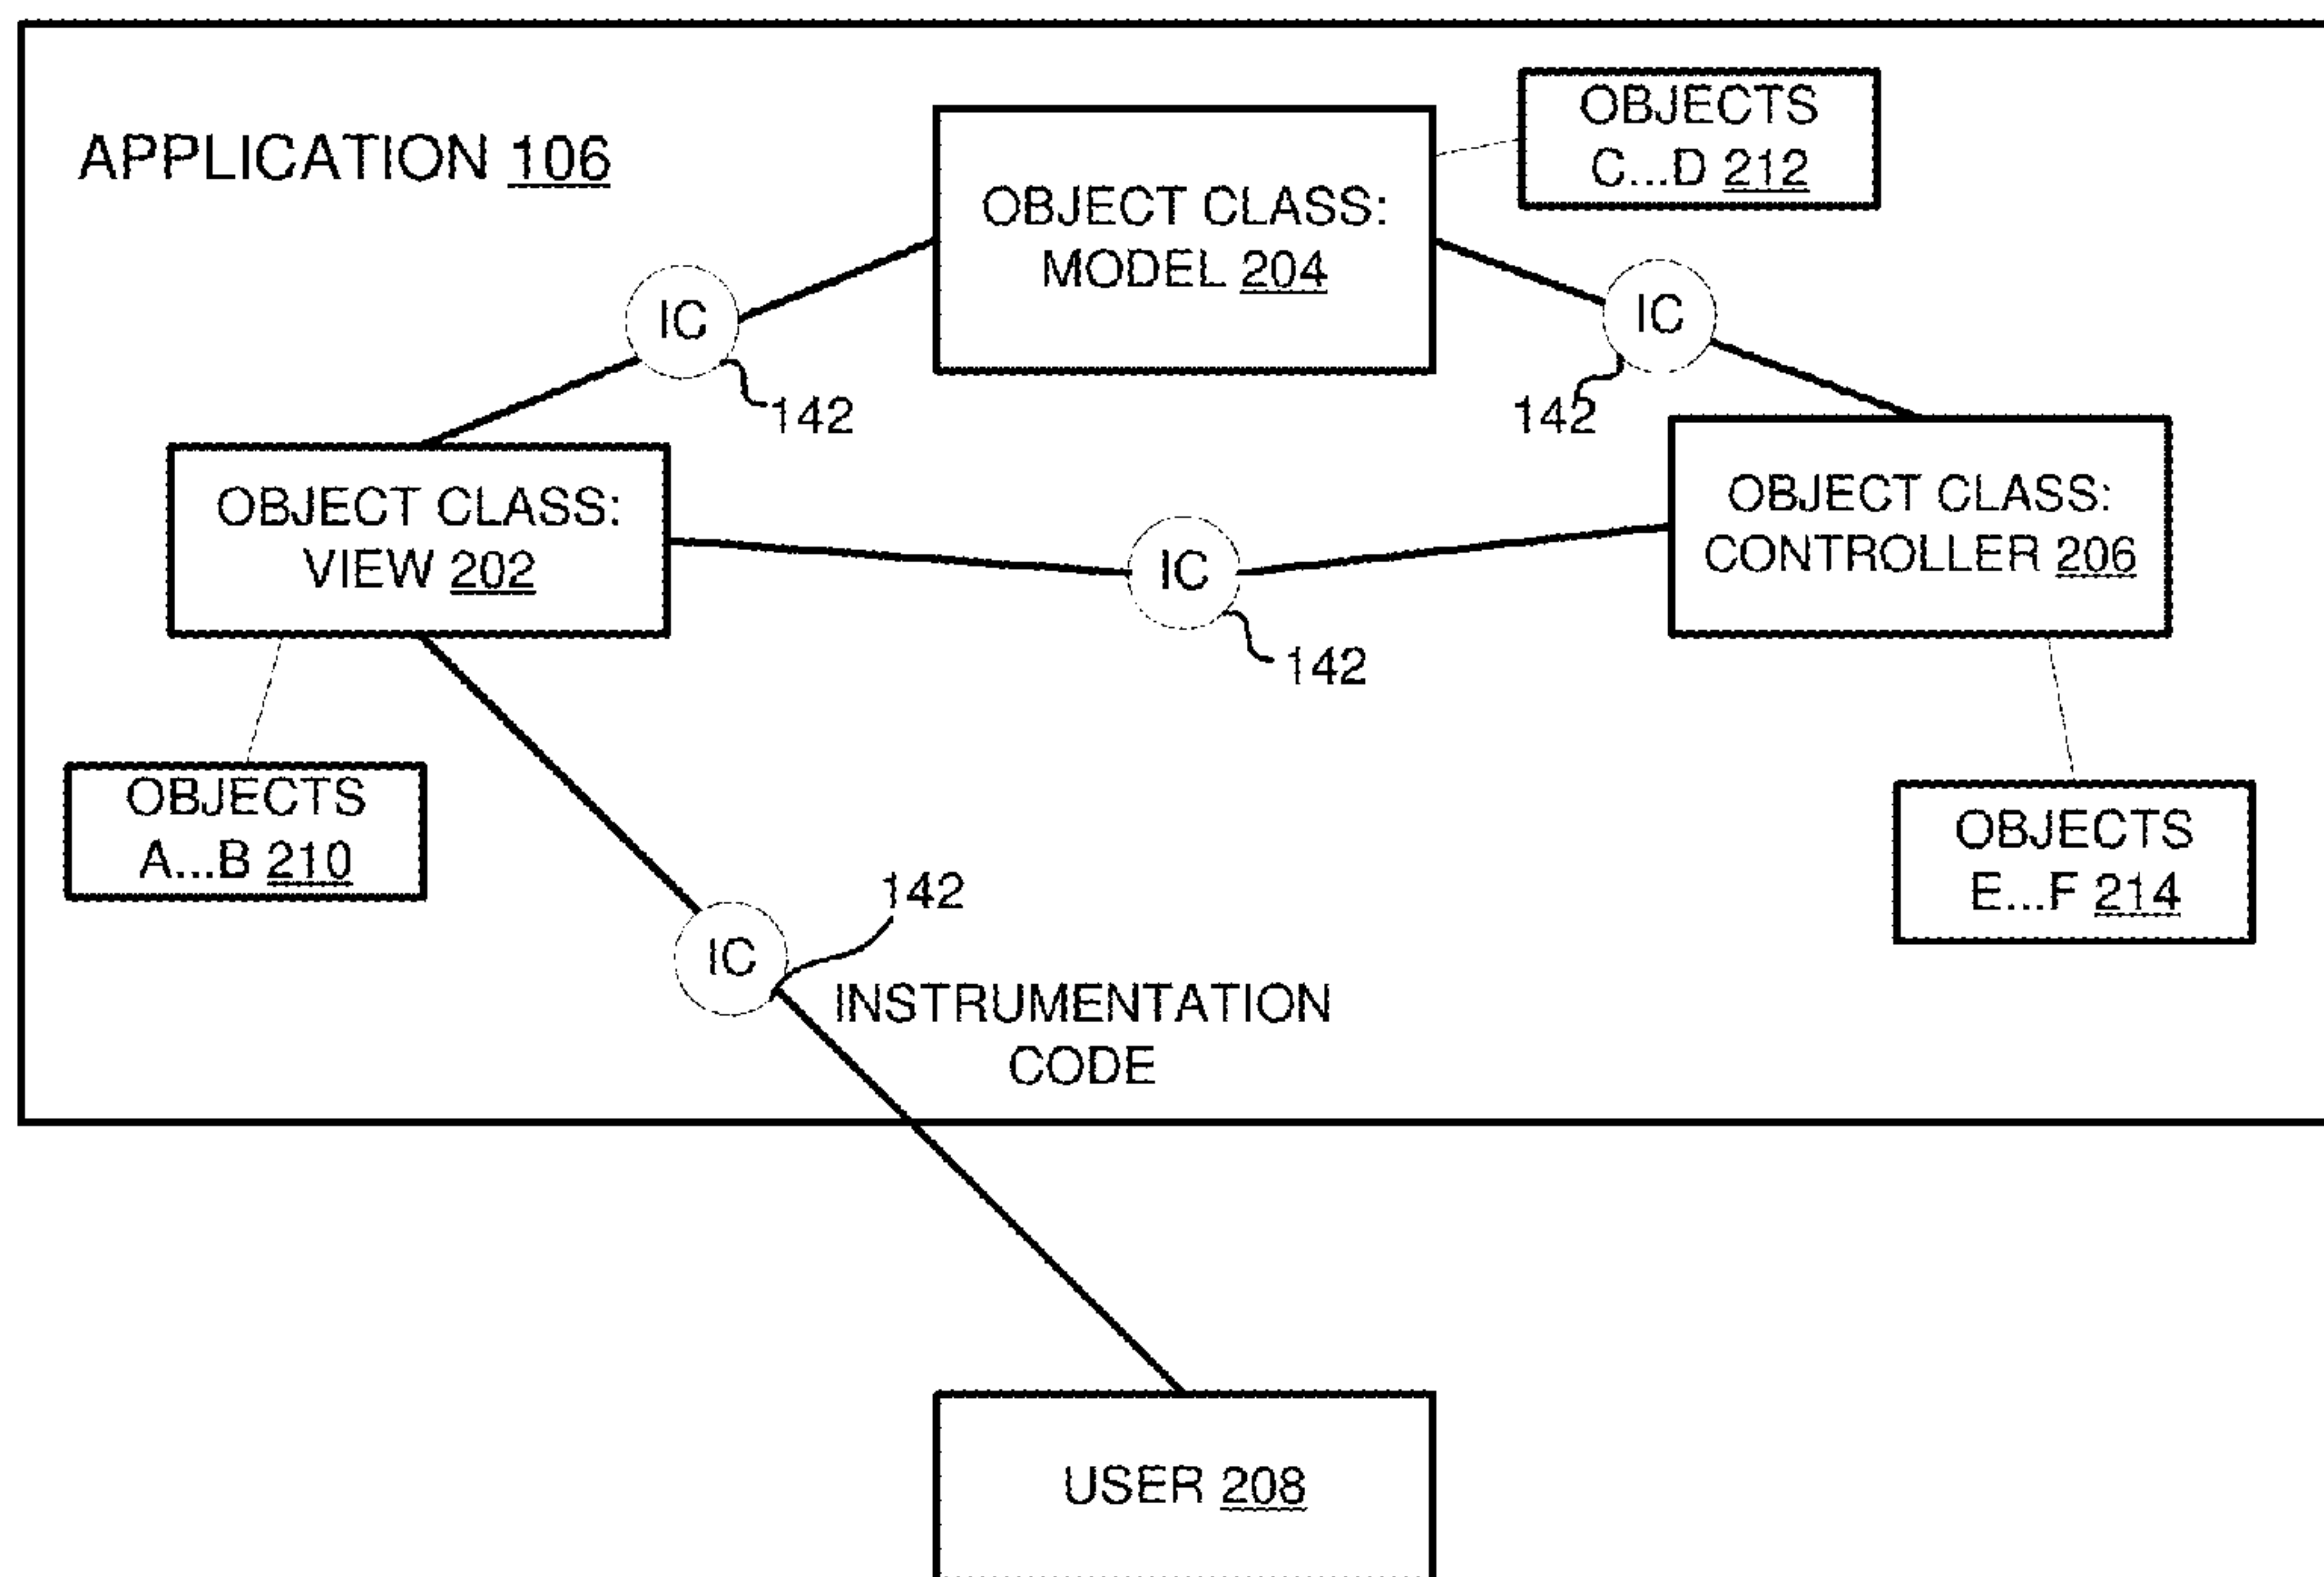 APPLICATION 106
OBJECTS
C...D 212
OBJECT CLASS:
MODEL 204
IC
IC
142
142
OBJECT CLASS:
VIEW 202
OBJECT CLASS:
CONTROLLER 206
IC
142
OBJECTS
A...B 210
OBJECTS
E...F 214
142
IC
INSTRUMENTATION
CODE
USER 208